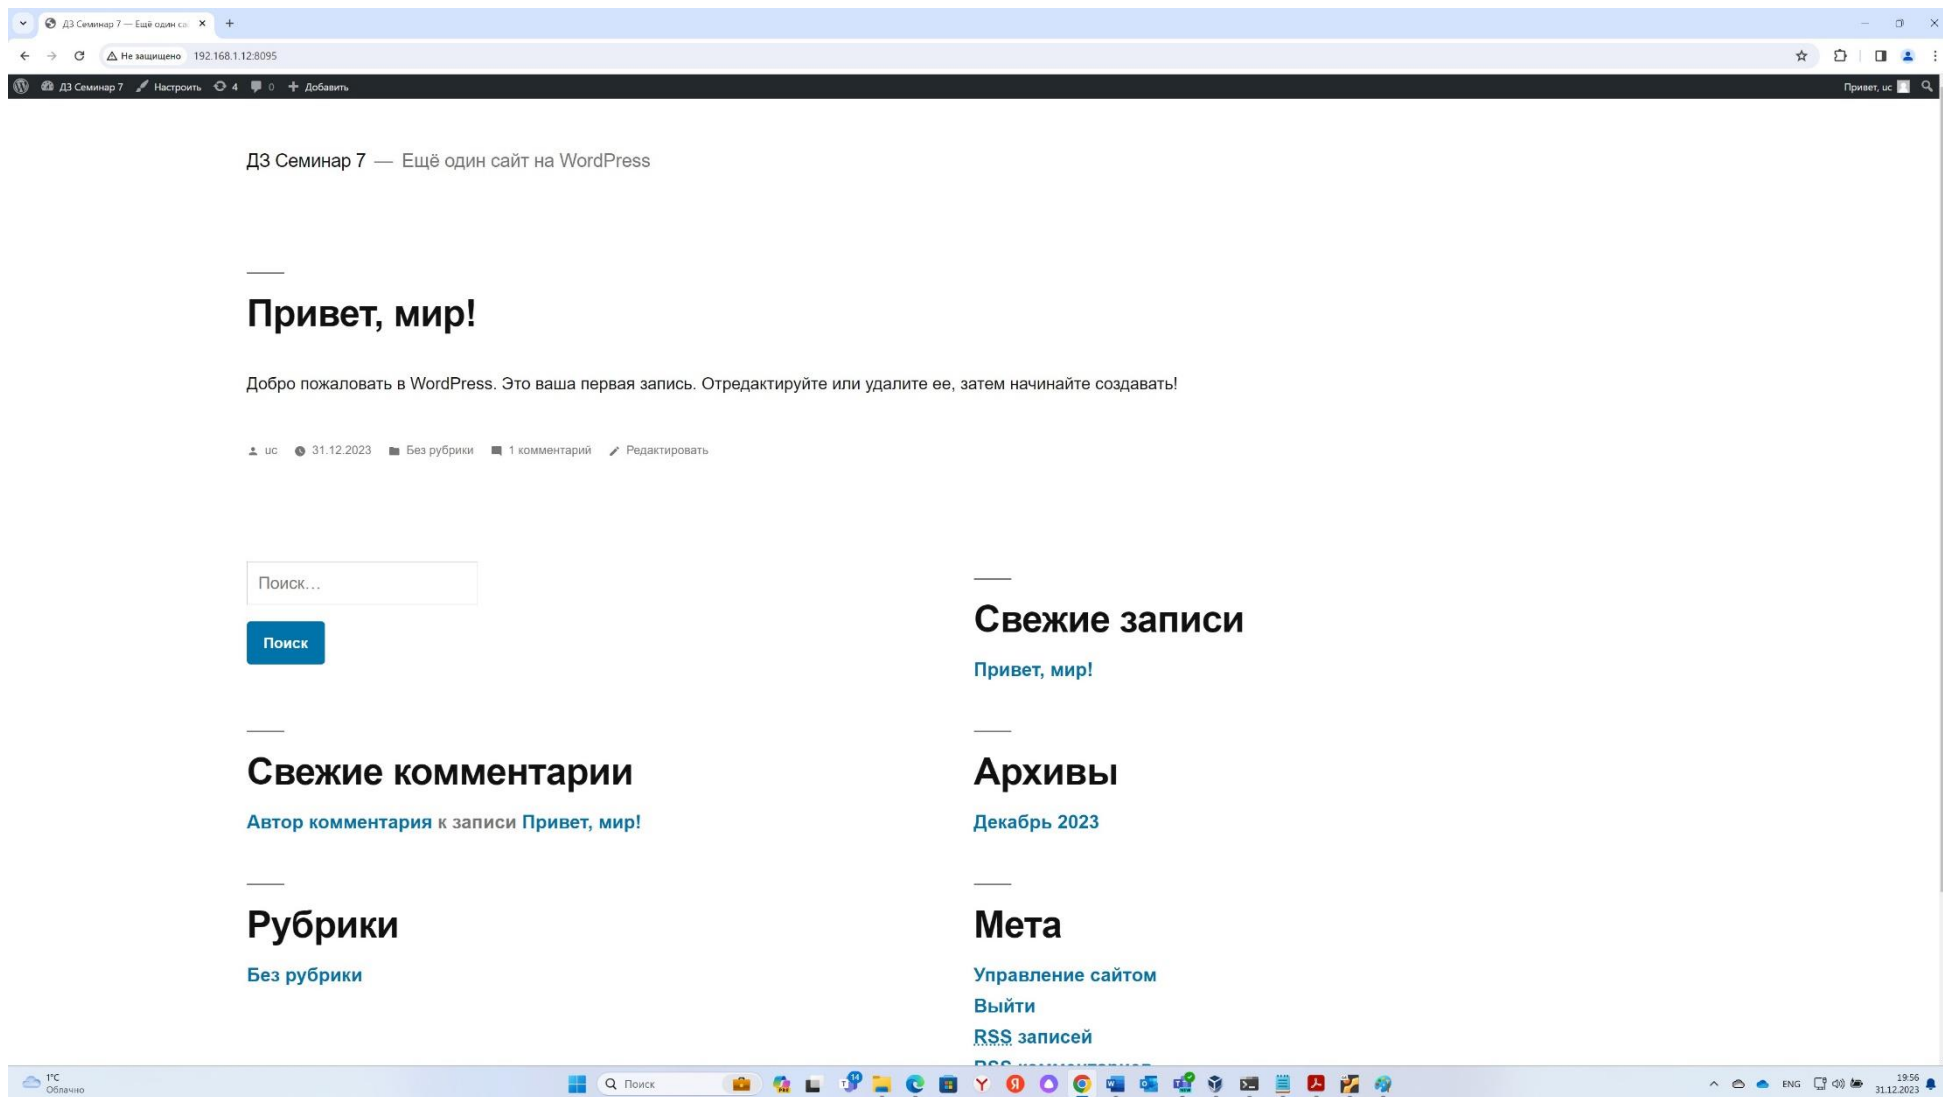 ДЗ Семинар 7 — Ещё один са
Не защищено 192.168.1.12:8095
ДЗ Семинар 7 Настроить 4 0 Добавить Привет, uc
ДЗ Семинар 7 — Ещё один сайт на WordPress
Привет, мир!
Добро пожаловать в WordPress. Это ваша первая запись. Отредактируйте или удалите ее, затем начинайте создавать!
uc 31.12.2023 Без рубрики 1 комментарий Редактировать
Поиск…
Поиск
Свежие записи
Привет, мир!
Свежие комментарии
Автор комментария к записи Привет, мир!
Архивы
Декабрь 2023
Рубрики
Без рубрики
Мета
Управление сайтом
Выйти
RSS записей
RSS комментариев
1°C
Облачно
Поиск
14
ENG
19:56
31.12.2023